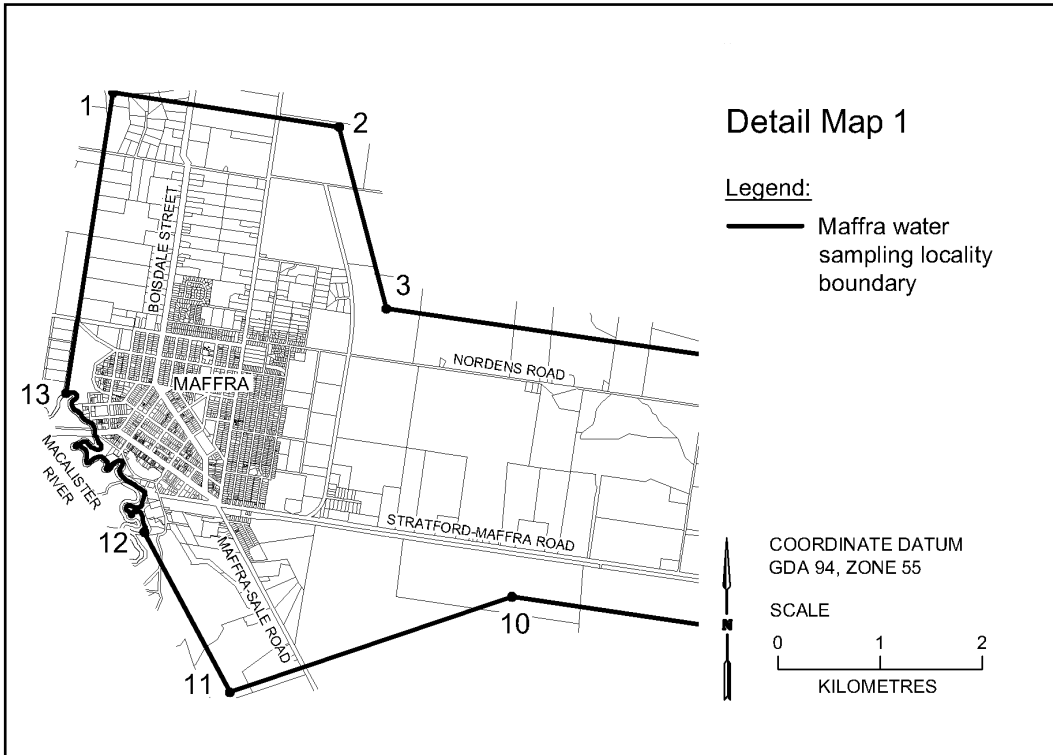 Detail Map 1
Legend:
Maffra water
sampling locality
boundary
1
2
3
BOISDALE STREET
NORDENS ROAD
MAFFRA
13
MACALISTER
RIVER
STRATFORD-MAFFRA ROAD
12
MAFFRA-SALE ROAD
10
11
COORDINATE DATUM
GDA 94, ZONE 55
SCALE
N
0 1 2
KILOMETRES